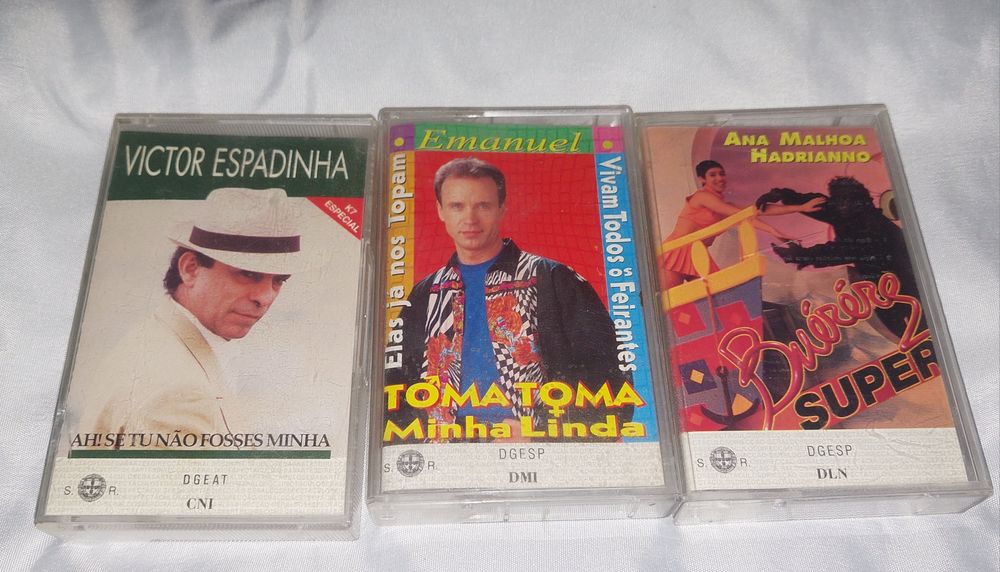 VICTOR ESPADINHA
K7
ESPECIAL
AH! SE TU NÃO FOSSES MINHA
S. R.
DGEAT
CNI
Emanuel
Elas já nos Topam
Vivam Todos os Feirantes
TOMA TOMA
Minha Linda
S. R.
DGESP
DMI
ANA MALHOA
HADRIANNO
Buéréré
SUPER 2
S. R.
DGESP
DLN